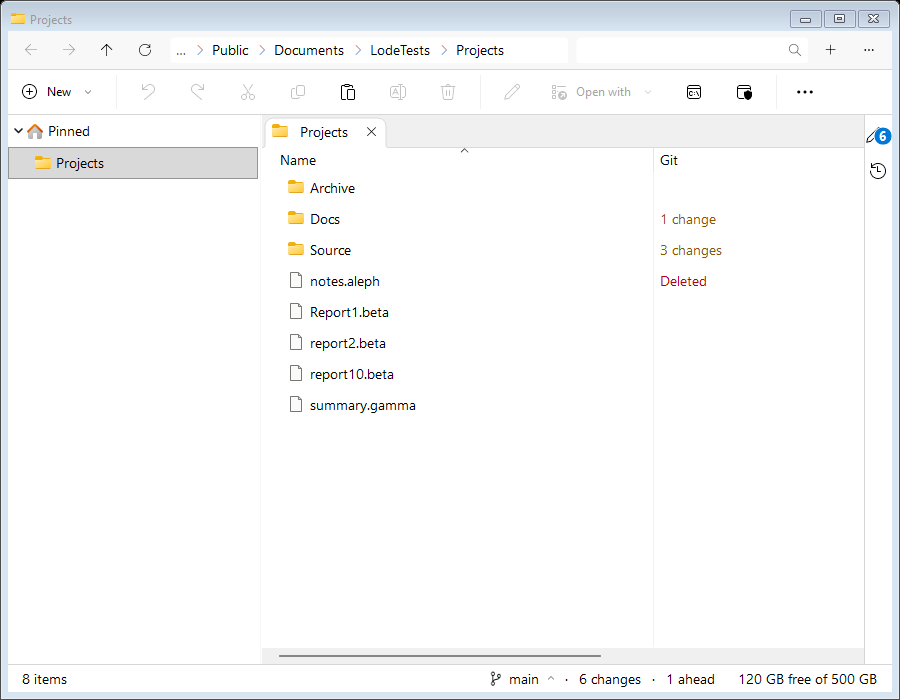 Projects
... Public Documents LodeTests Projects
New Open with
Pinned
Projects
Projects
6
Name Git
Archive
Docs 1 change
Source 3 changes
notes.aleph Deleted
Report1.beta
report2.beta
report10.beta
summary.gamma
8 items main · 6 changes · 1 ahead 120 GB free of 500 GB